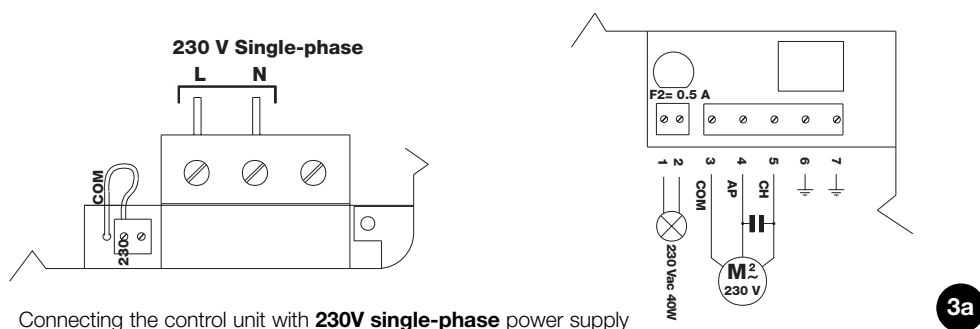 230 V Single-phase
L N
COM
230
F2= 0.5 A
1 2 3 4 5 6 7
COM AP CH
230 Vac 40W
M 2~
230 V
Connecting the control unit with 230V single-phase power supply
3a